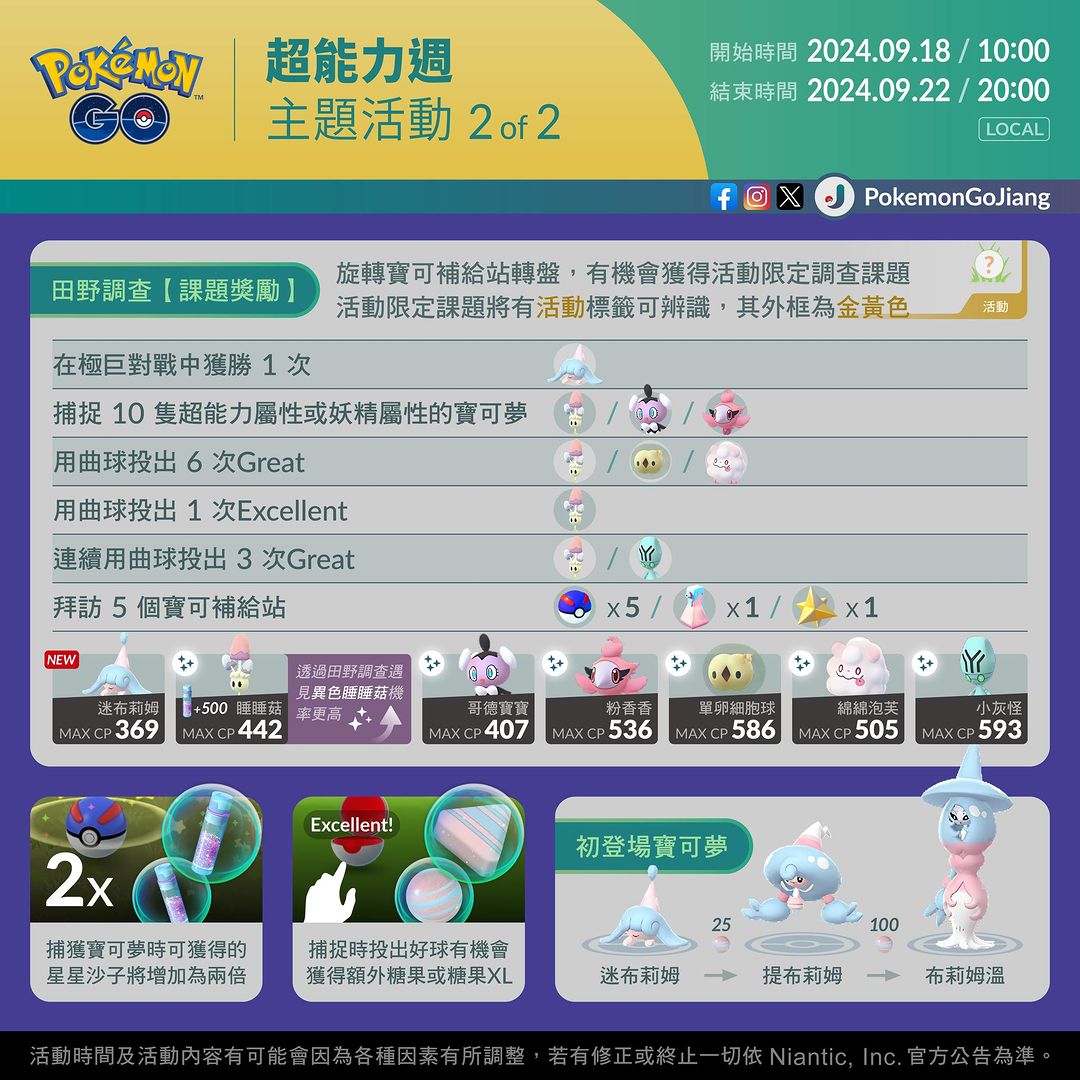 POKÉMON GO TM
超能力週
主題活動 2 of 2
開始時間 2024.09.18 / 10:00
結束時間 2024.09.22 / 20:00
LOCAL
PokemonGoJiang
田野調查【課題獎勵】
旋轉寶可補給站轉盤，有機會獲得活動限定調查課題
活動限定課題將有活動標籤可辨識，其外框為金黃色
?
活動
在極巨對戰中獲勝 1 次
捕捉 10 隻超能力屬性或妖精屬性的寶可夢 / /
用曲球投出 6 次Great / /
用曲球投出 1 次Excellent
連續用曲球投出 3 次Great /
拜訪 5 個寶可補給站 x5 / x1 / x1
NEW
迷布莉姆
MAX CP 369
+500 睡睡菇
MAX CP 442
透過田野調查遇
見異色睡睡菇機
率更高
哥德寶寶
MAX CP 407
粉香香
MAX CP 536
單卵細胞球
MAX CP 586
綿綿泡芙
MAX CP 505
小灰怪
MAX CP 593
2x
捕獲寶可夢時可獲得的
星星沙子將增加為兩倍
Excellent!
捕捉時投出好球有機會
獲得額外糖果或糖果XL
初登場寶可夢
25
100
迷布莉姆 → 提布莉姆 → 布莉姆溫
活動時間及活動內容有可能會因為各種因素有所調整，若有修正或終止一切依 Niantic, Inc. 官方公告為準。